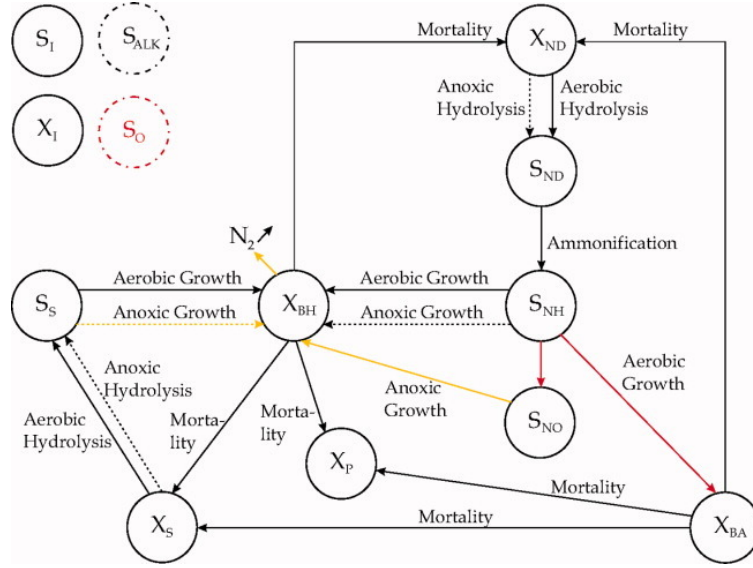 S_I
S_ALK
X_I
S_O
Mortality
X_ND
Mortality
Anoxic
Hydrolysis
Aerobic
Hydrolysis
S_ND
Ammonification
N_2
S_S
Aerobic Growth
Anoxic Growth
X_BH
Aerobic Growth
Anoxic Growth
S_NH
Anoxic
Hydrolysis
Aerobic
Hydrolysis
Morta-
lity
Morta-
lity
Anoxic
Growth
S_NO
Aerobic
Growth
X_P
Mortality
X_S
Mortality
X_BA